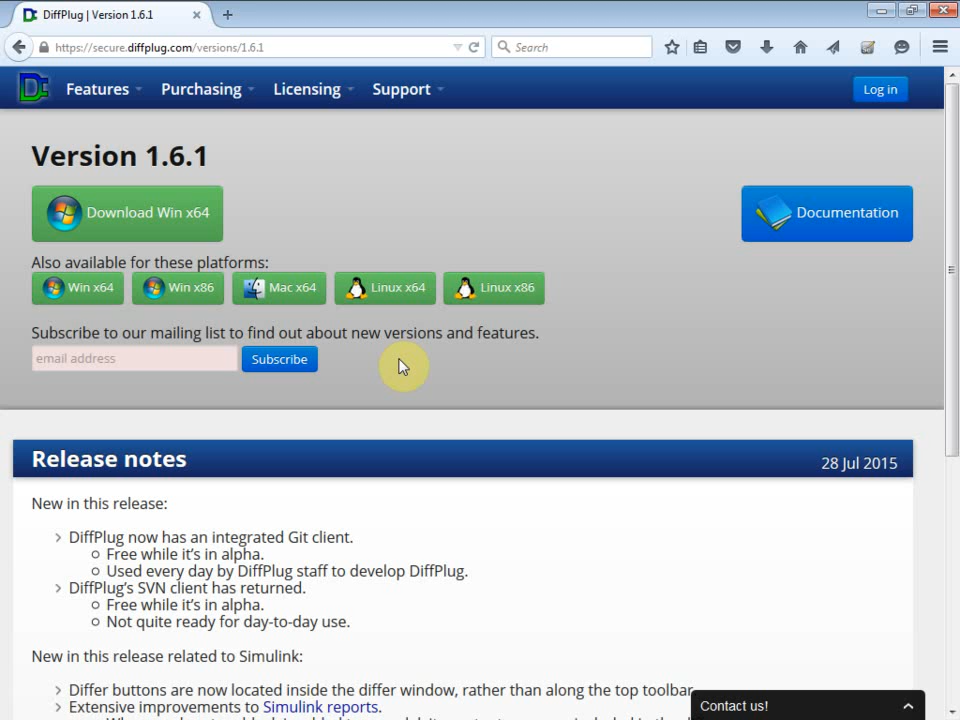 DiffPlug | Version 1.6.1
https://secure.diffplug.com/versions/1.6.1
Search
Features
Purchasing
Licensing
Support
Log in
Version 1.6.1
Download Win x64
Documentation
Also available for these platforms:
Win x64
Win x86
Mac x64
Linux x64
Linux x86
Subscribe to our mailing list to find out about new versions and features.
email address
Subscribe
Release notes
28 Jul 2015
New in this release:
DiffPlug now has an integrated Git client.
Free while it's in alpha.
Used every day by DiffPlug staff to develop DiffPlug.
DiffPlug's SVN client has returned.
Free while it's in alpha.
Not quite ready for day-to-day use.
New in this release related to Simulink:
Differ buttons are now located inside the differ window, rather than along the top toolbar
Extensive improvements to Simulink reports.
Contact us!